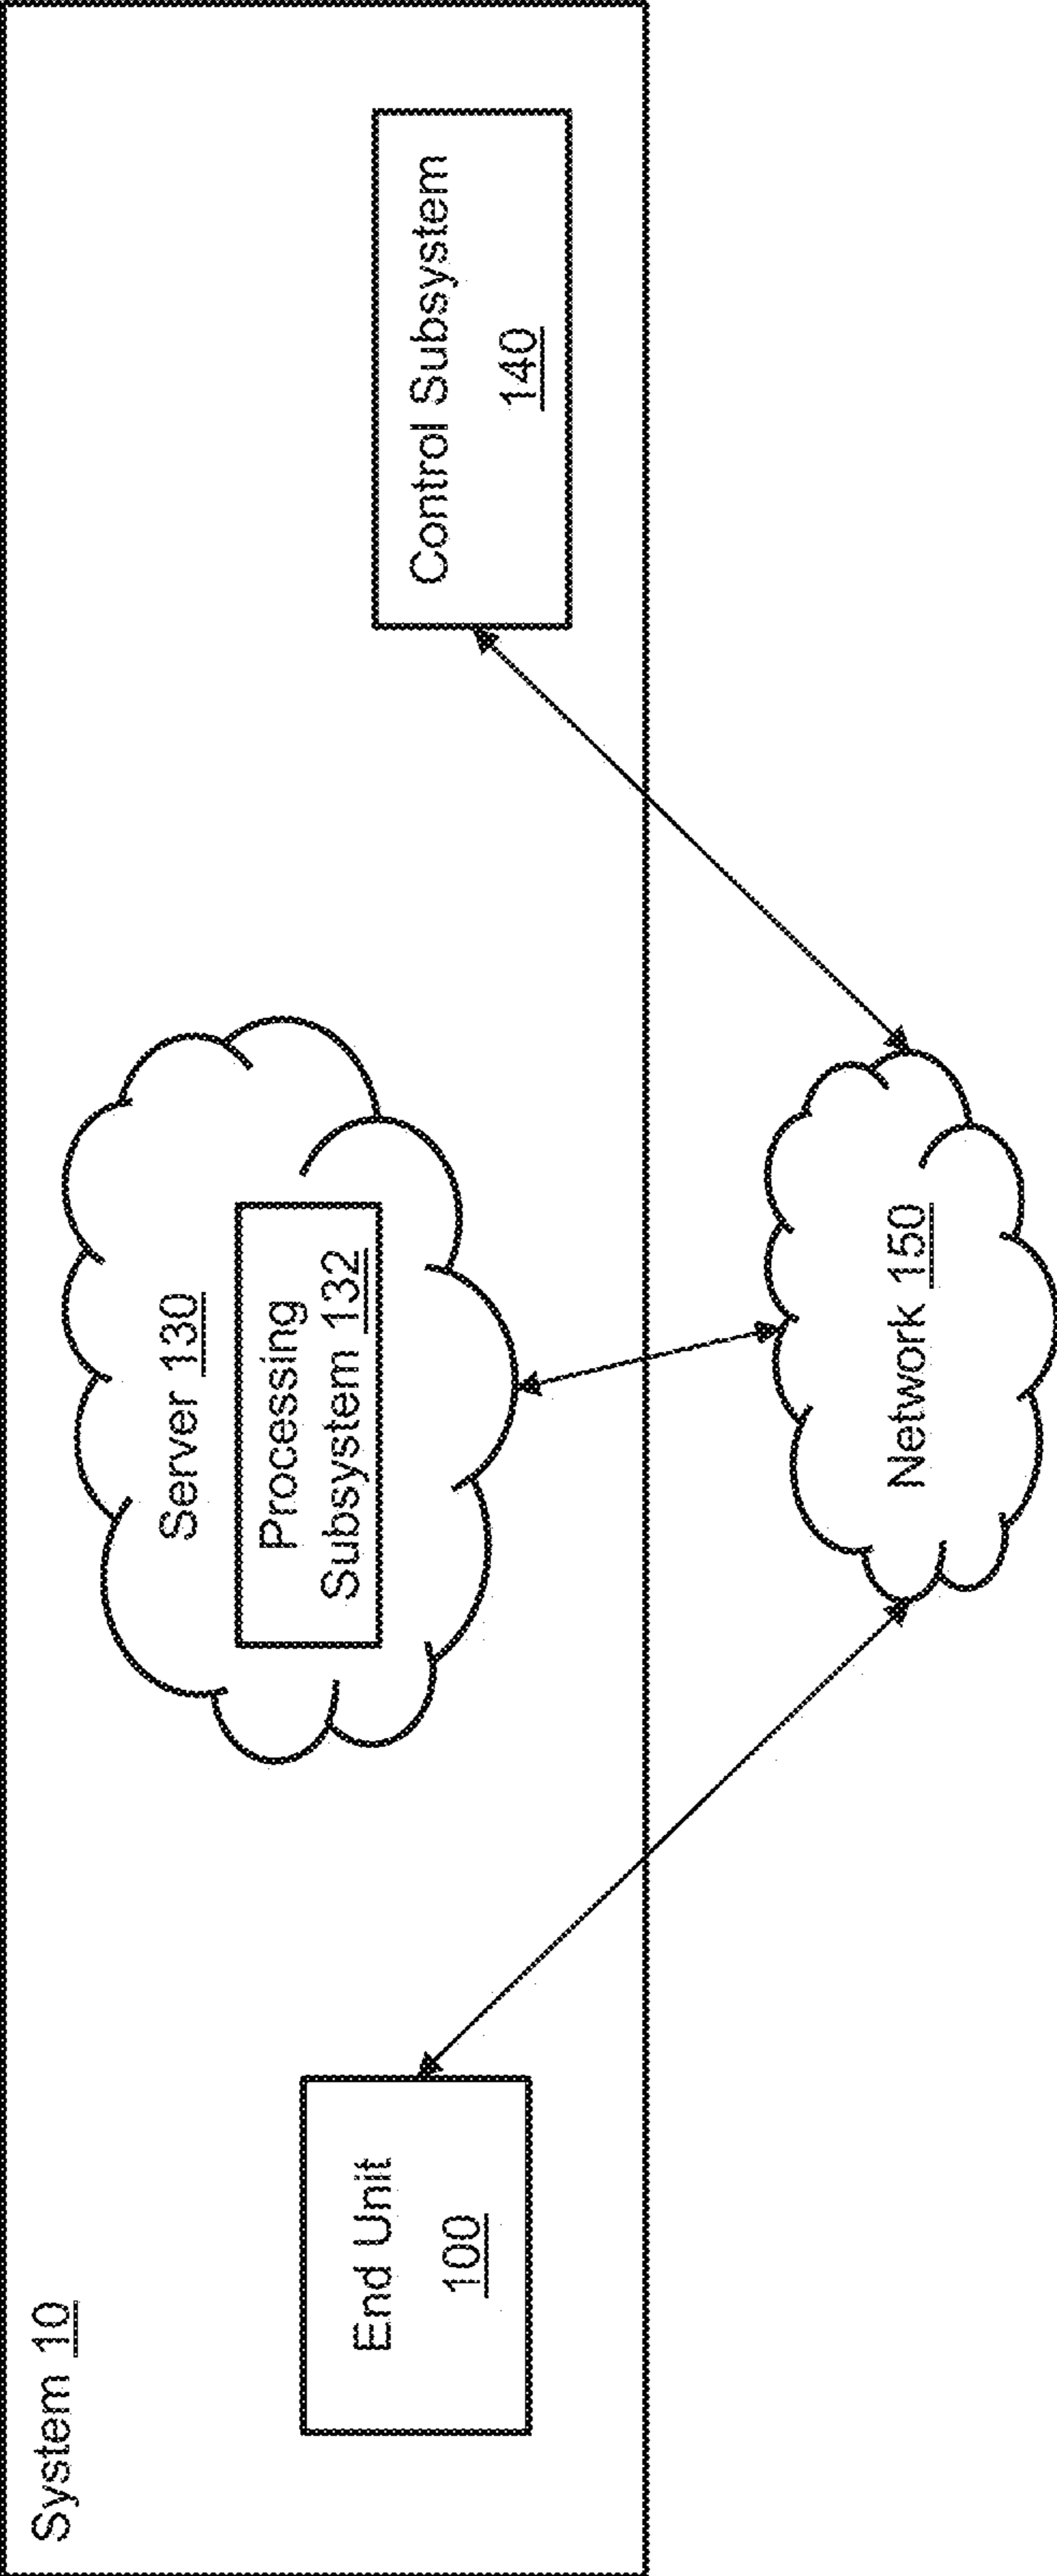 System 10
End Unit
100
Server 130
Processing
Subsystem 132
Control Subsystem
140
Network 150